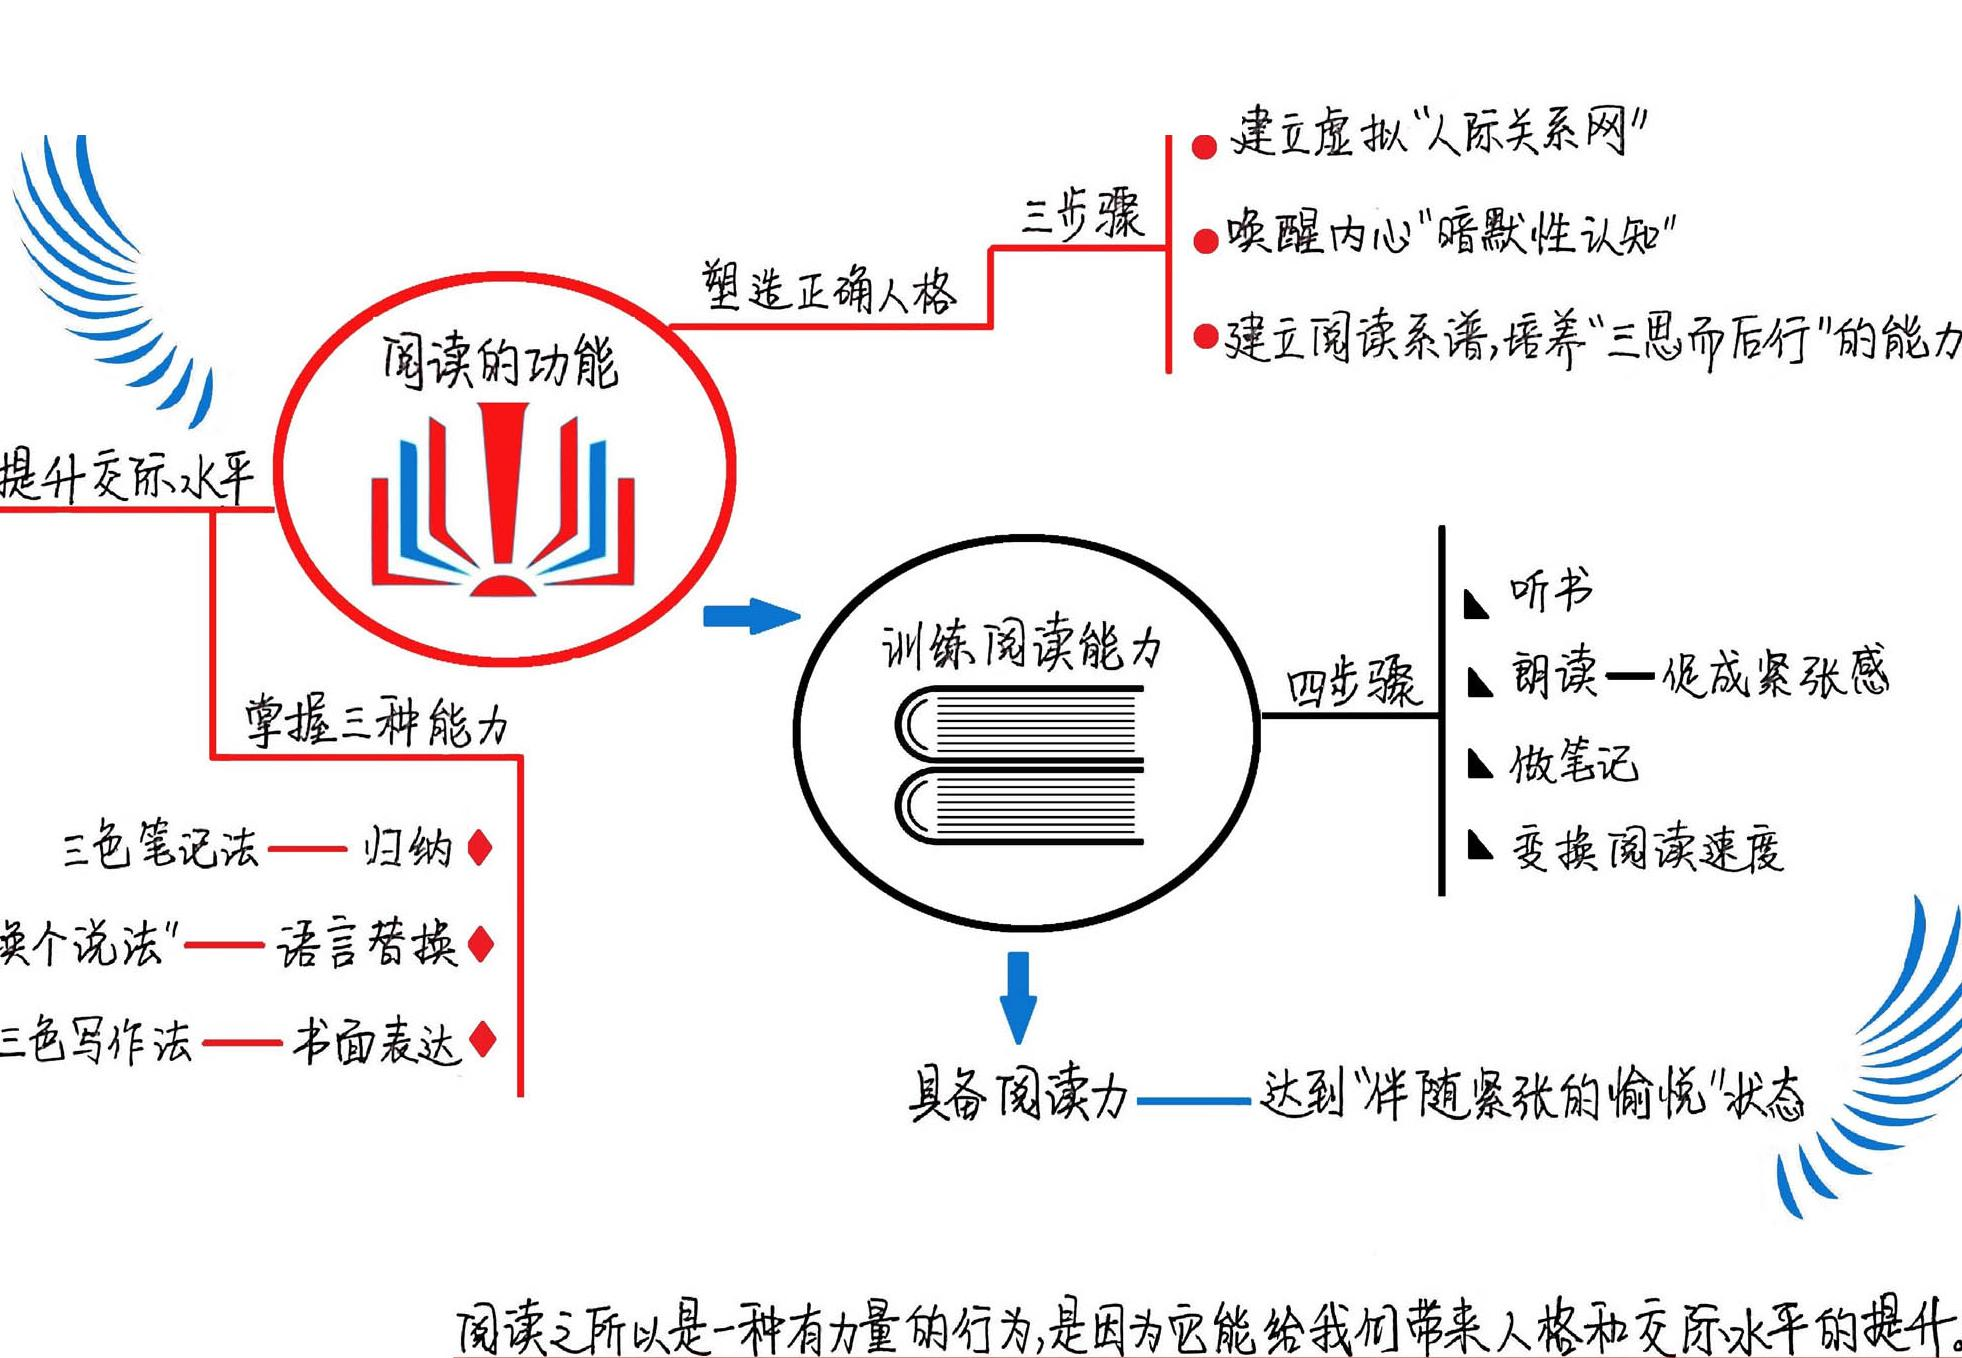 建立虚拟“人际关系网”
三步骤
唤醒内心“暗默性认知”
塑造正确人格
建立阅读系谱,培养“三思而后行”的能力
阅读的功能
提升交际水平
训练阅读能力
四步骤
听书
朗读—促成紧张感
做笔记
变换阅读速度
掌握三种能力
三色笔记法—归纳
换个说法”—语言替换
三色写作法—书面表达
具备阅读力—达到“伴随紧张的愉悦”状态
阅读之所以是一种有力量的行为,是因为它能给我们带来人格和交际水平的提升。